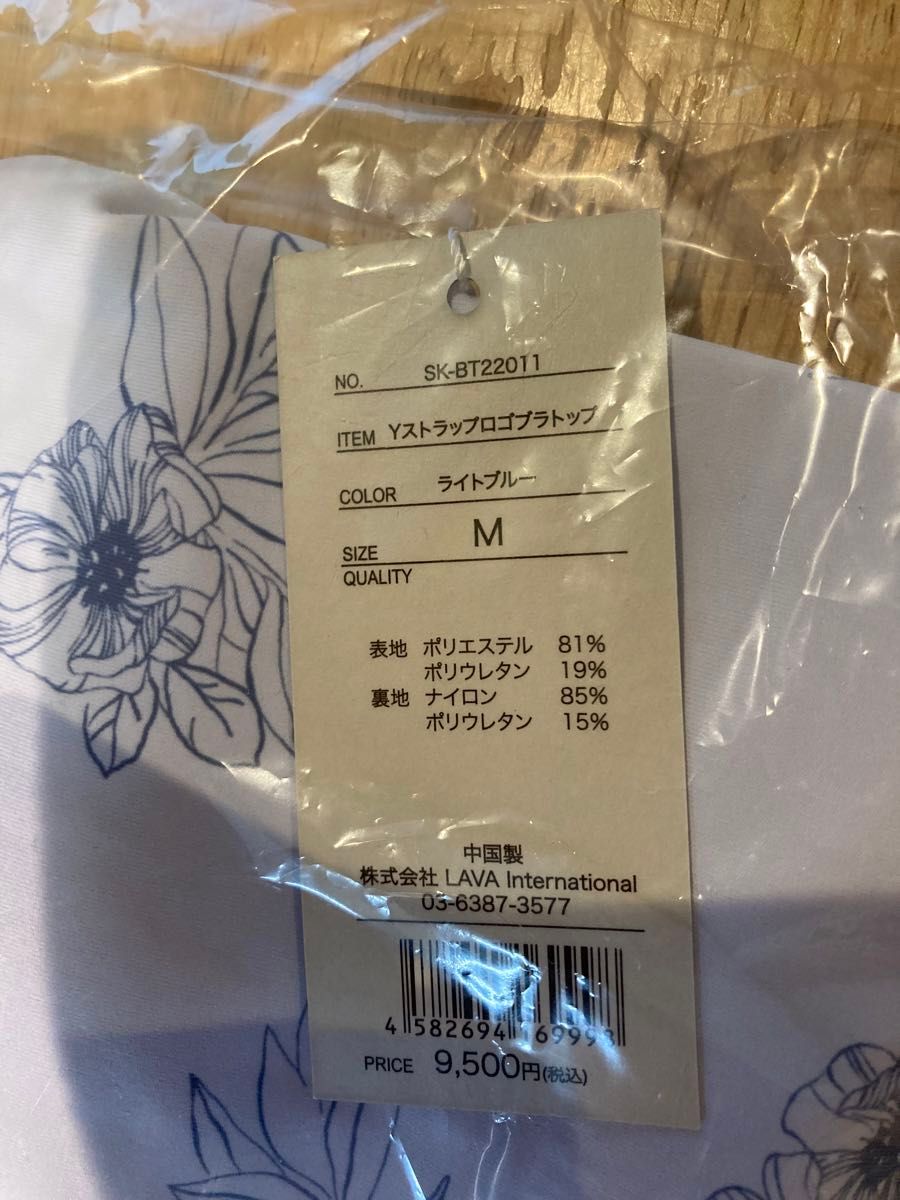 NO. SK-BT22011
ITEM Yストラップロゴブラトップ
COLOR ライトブルー
SIZE M
QUALITY
表地 ポリエステル 81%
ポリウレタン 19%
裏地 ナイロン 85%
ポリウレタン 15%
中国製
株式会社 LAVA International
03-6387-3577
4 582694
PRICE 9,500円(税込)